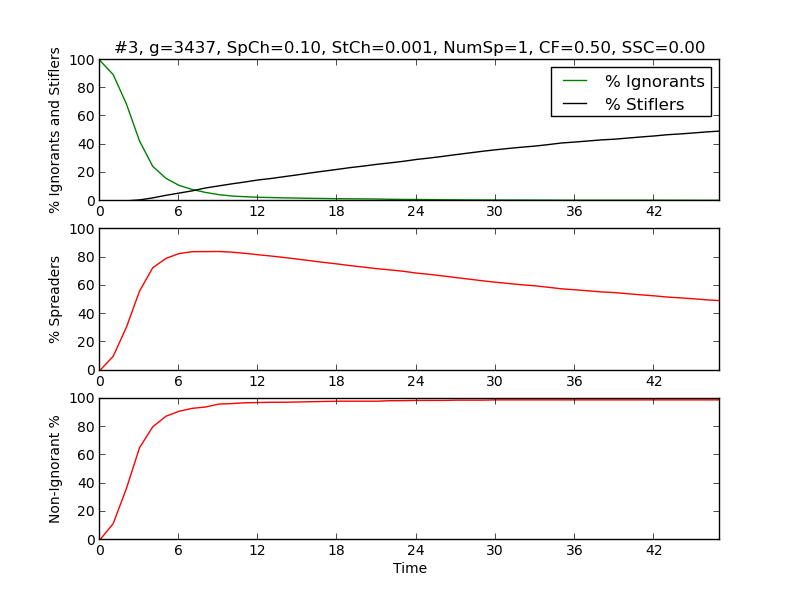 #3, g=3437, SpCh=0.10, StCh=0.001, NumSp=1, CF=0.50, SSC=0.00
% Ignorants and Stiflers
100
80
60
40
20
0
% Ignorants
% Stiflers
0 6 12 18 24 30 36 42
% Spreaders
100
80
60
40
20
0
0 6 12 18 24 30 36 42
Non-Ignorant %
100
80
60
40
20
0
0 6 12 18 24 30 36 42
Time